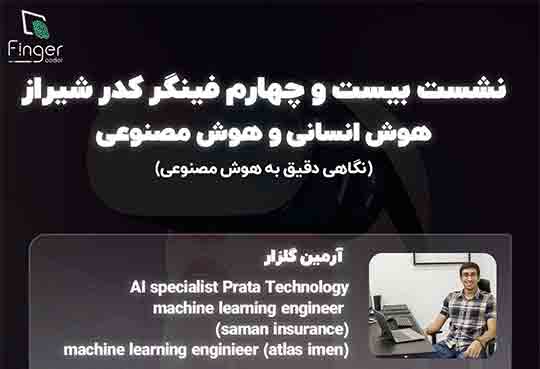 Finger
coder
نشست بیست و چهارم فینگر کدر شیراز
هوش انسانی و هوش مصنوعی
(نگاهی دقیق به هوش مصنوعی)
آرمین گلزار
AI specialist Prata Technology
machine learning engineer
(saman insurance)
machine learning enginieer (atlas imen)